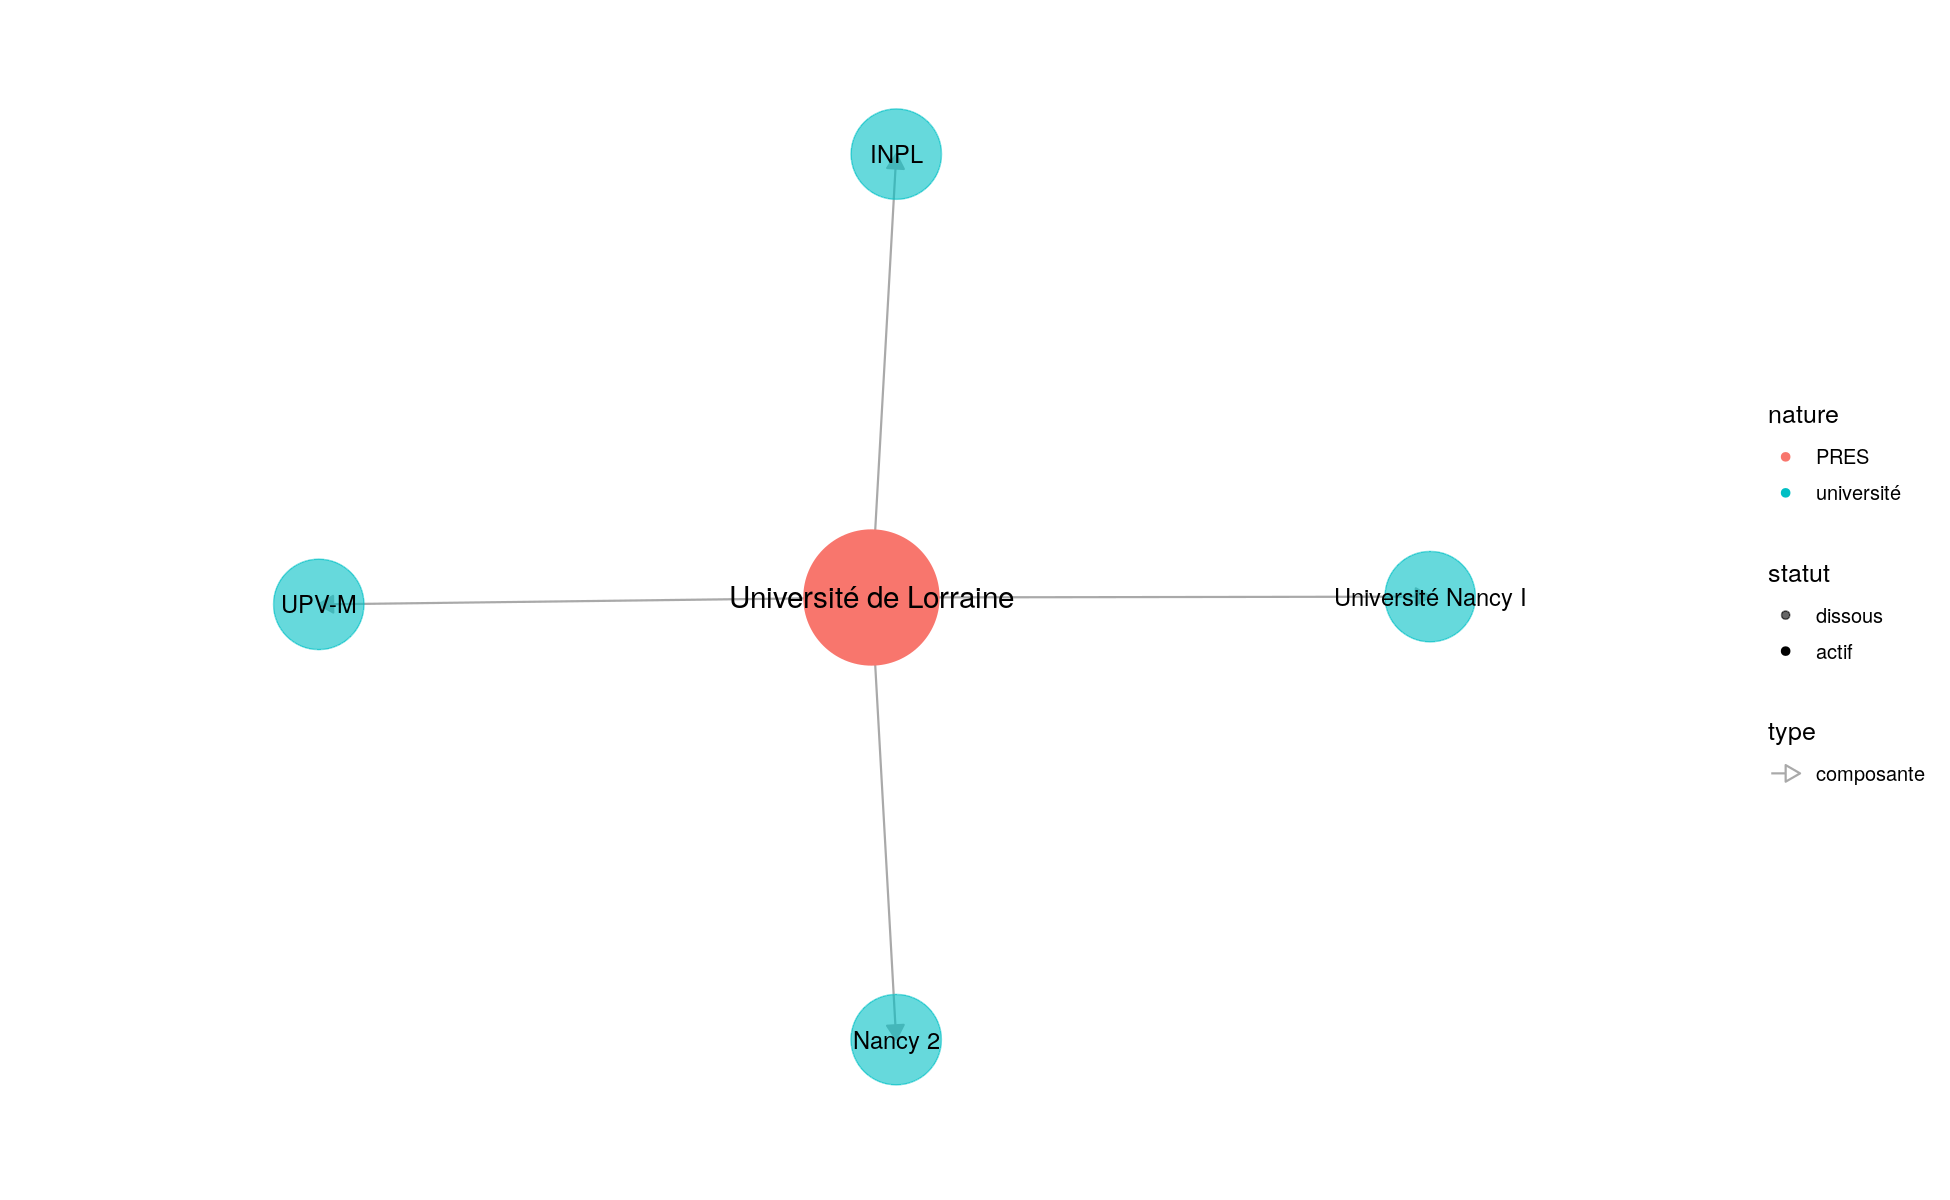 INPL
UPV-M
Université de Lorraine
Université Nancy I
Nancy 2
nature
PRES
université
statut
dissous
actif
type
composante